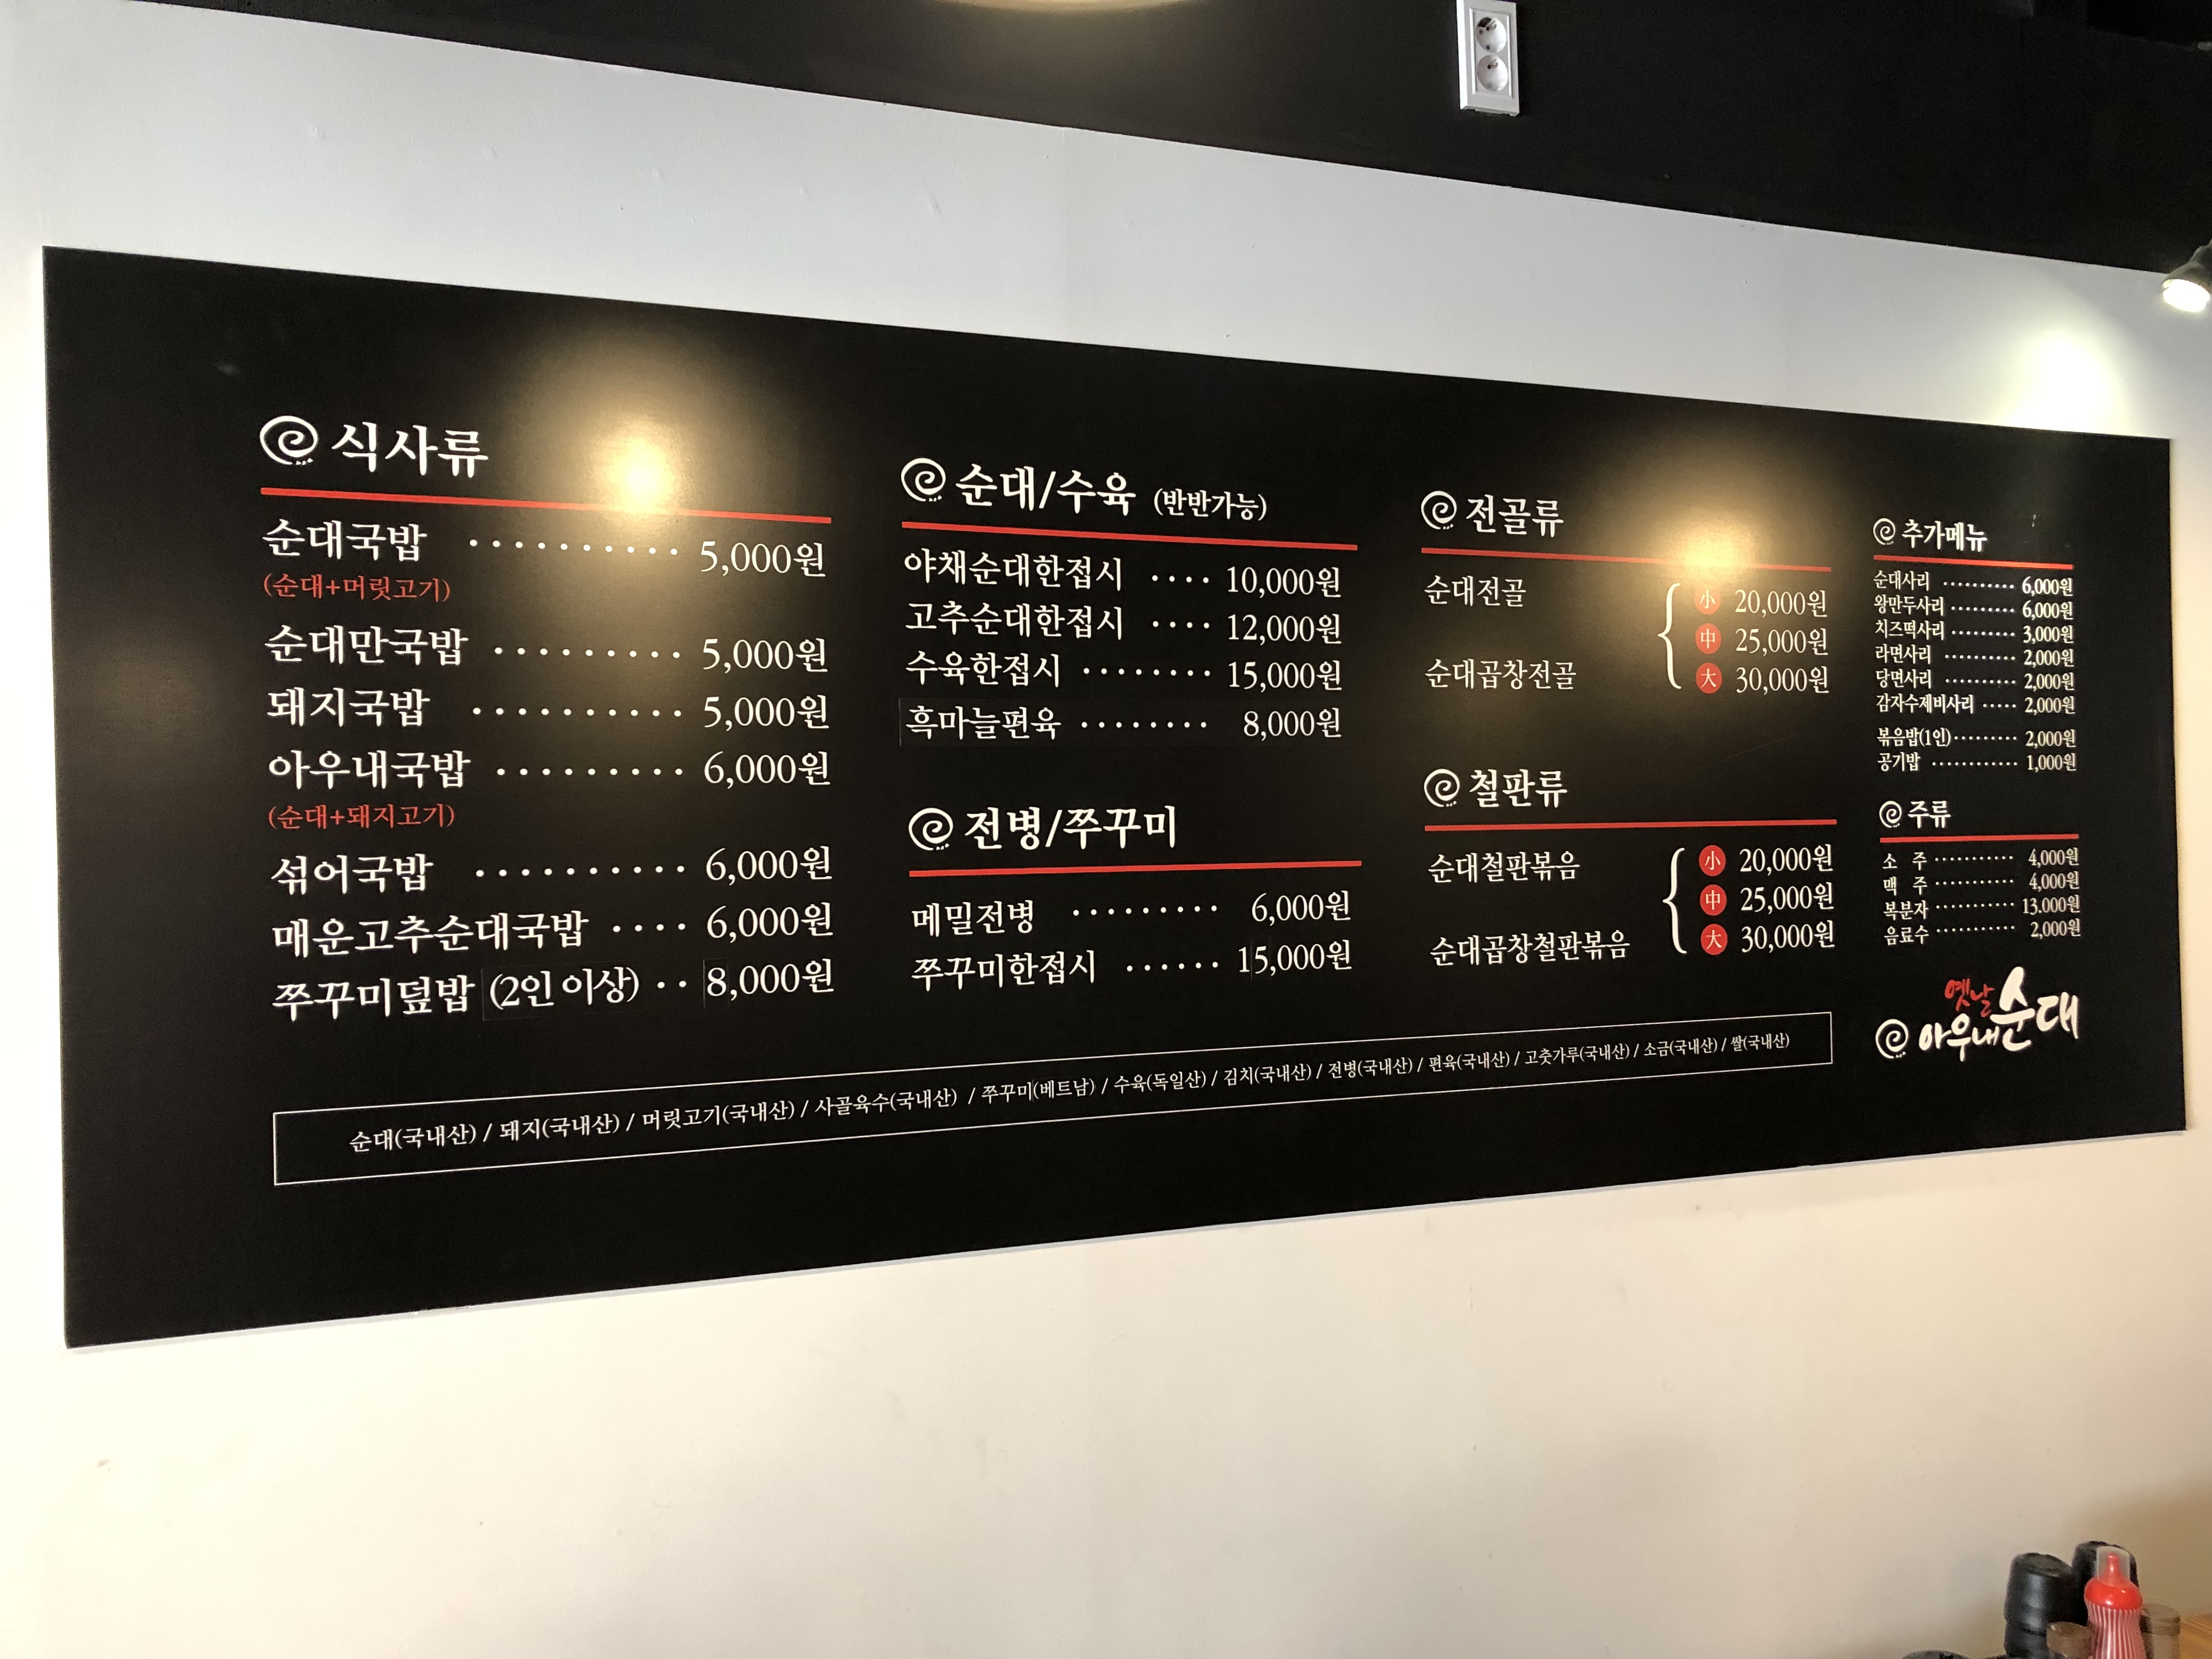 식사류
순대국밥 ·········· 5,000원
(순대+머릿고기)
순대만국밥 ········· 5,000원
돼지국밥 ·········· 5,000원
아우내국밥 ········· 6,000원
(순대+돼지고기)
섞어국밥 ·········· 6,000원
매운고추순대국밥 ···· 6,000원
쭈꾸미덮밥 (2인 이상) ·· 8,000원
순대/수육 (반반가능)
야채순대한접시 ···· 10,000원
고추순대한접시 ···· 12,000원
수육한접시 ········ 15,000원
흑마늘편육 ········ 8,000원
전병/쭈꾸미
메밀전병 ········· 6,000원
쭈꾸미한접시 ······ 15,000원
전골류
순대전골
순대곱창전골
小 20,000원
中 25,000원
大 30,000원
철판류
순대철판볶음
순대곱창철판볶음
小 20,000원
中 25,000원
大 30,000원
추가메뉴
순대사리 ·········· 6,000원
왕만두사리 ········· 6,000원
치즈떡사리 ········· 3,000원
라면사리 ·········· 2,000원
당면사리 ·········· 2,000원
감자수제비사리 ····· 2,000원
볶음밥(1인) ········· 2,000원
공기밥 ············ 1,000원
주류
소 주 ··········· 4,000원
맥 주 ··········· 4,000원
복분자 ··········· 13.000원
음료수 ··········· 2,000원
옛날
아우내순대
순대(국내산) / 돼지(국내산) / 머릿고기(국내산) / 사골육수(국내산) / 쭈꾸미(베트남) / 수육(독일산) / 김치(국내산) / 전병(국내산) / 편육(국내산) / 고춧가루(국내산) / 소금(국내산) / 쌀(국내산)